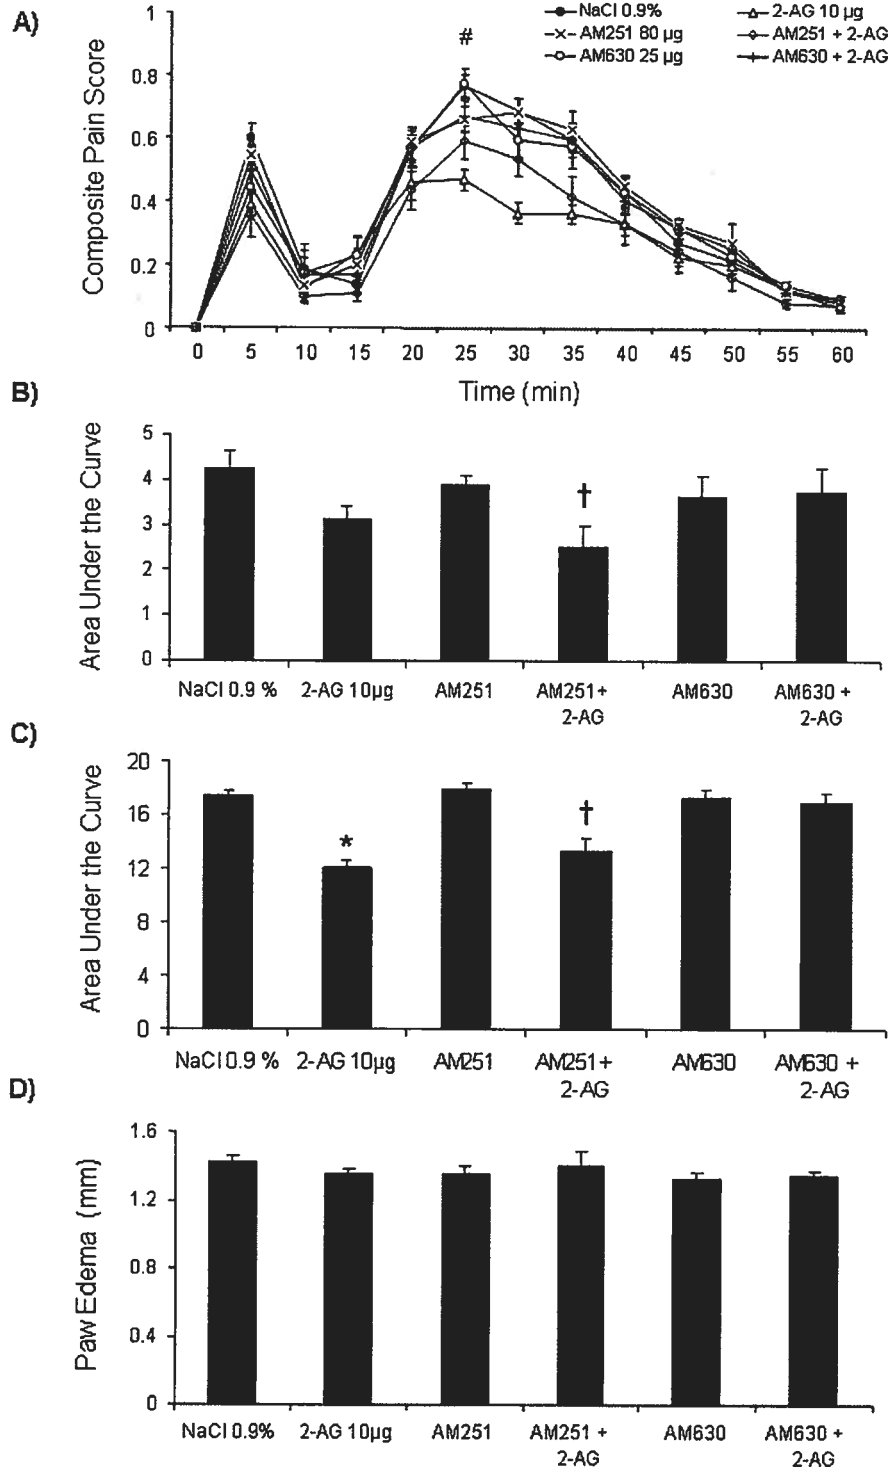 A)
NaCl 0.9%
2-AG 10 µg
AM251 80 µg
AM251 + 2-AG
AM630 25 µg
AM630 + 2-AG
#
Composite Pain Score
1
0.8
0.6
0.4
0.2
0
0 5 10 15 20 25 30 35 40 45 50 55 60
Time (min)
B)
Area Under the Curve
5
4
3
2
1
0
†
NaCl 0.9 % 2-AG 10µg AM251 AM251+ AM630 AM630 +
2-AG 2-AG
C)
Area Under the Curve
20
16
12
8
4
0
* †
NaCl 0.9 % 2-AG 10µg AM251 AM251+ AM630 AM630 +
2-AG 2-AG
D)
Paw Edema (mm)
1.6
1.2
0.8
0.4
0
NaCl 0.9% 2-AG 10µg AM251 AM251 + AM630 AM630 +
2-AG 2-AG